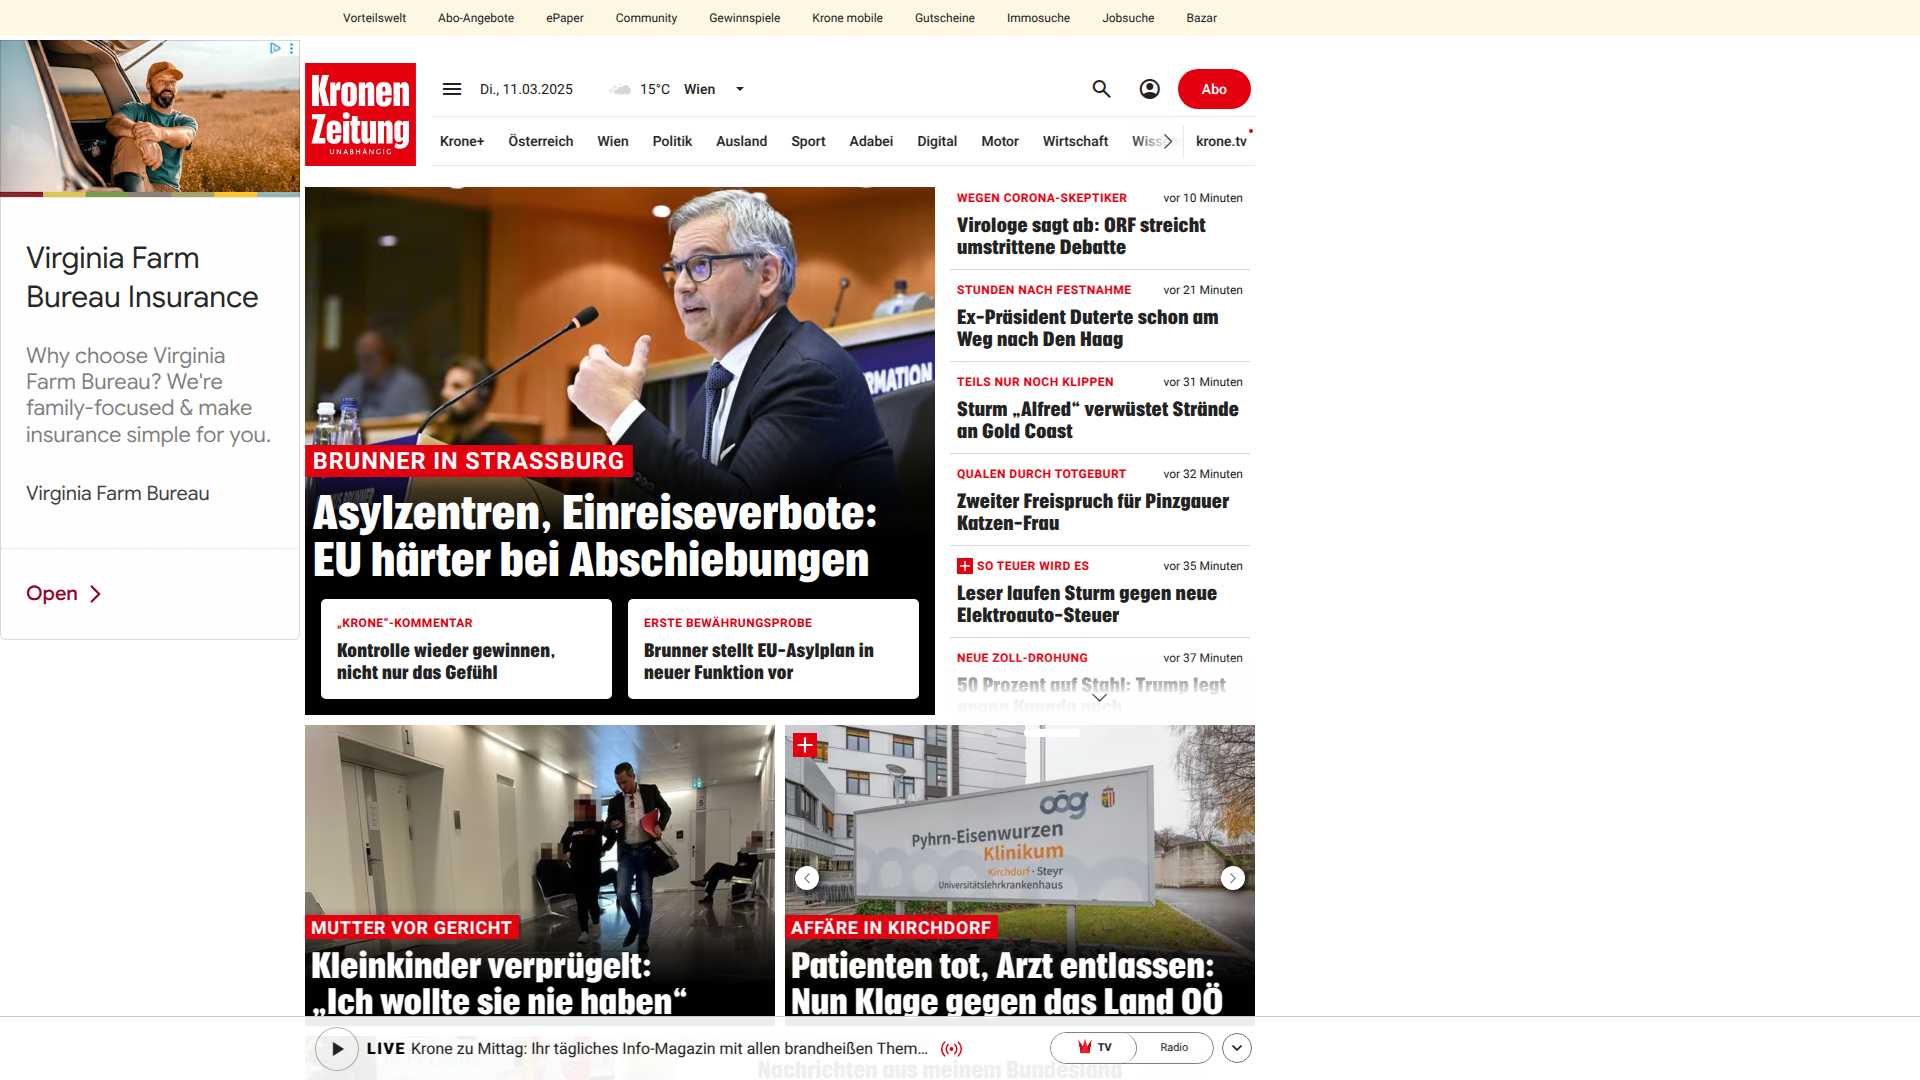 Vorteilswelt Abo-Angebote ePaper Community Gewinnspiele Krone mobile Gutscheine Immosuche Jobsuche Bazar
Kronen
Zeitung
UNABHÄNGIG
Di., 11.03.2025 15°C Wien
Abo
Krone+ Österreich Wien Politik Ausland Sport Adabei Digital Motor Wirtschaft Wiss krone.tv
Virginia Farm
Bureau Insurance
Why choose Virginia
Farm Bureau? We're
family-focused & make
insurance simple for you.
Virginia Farm Bureau
Open
RMATION
BRUNNER IN STRASSBURG
Asylzentren, Einreiseverbote:
EU härter bei Abschiebungen
„KRONE“-KOMMENTAR
Kontrolle wieder gewinnen,
nicht nur das Gefühl
ERSTE BEWÄHRUNGSPROBE
Brunner stellt EU-Asylplan in
neuer Funktion vor
WEGEN CORONA-SKEPTIKER vor 10 Minuten
Virologe sagt ab: ORF streicht
umstrittene Debatte
STUNDEN NACH FESTNAHME vor 21 Minuten
Ex-Präsident Duterte schon am
Weg nach Den Haag
TEILS NUR NOCH KLIPPEN vor 31 Minuten
Sturm „Alfred“ verwüstet Strände
an Gold Coast
QUALEN DURCH TOTGEBURT vor 32 Minuten
Zweiter Freispruch für Pinzgauer
Katzen-Frau
SO TEUER WIRD ES vor 35 Minuten
Leser laufen Sturm gegen neue
Elektroauto-Steuer
NEUE ZOLL-DROHUNG vor 37 Minuten
50 Prozent auf Stahl: Trump legt
gegen Kanada nach
1
MUTTER VOR GERICHT
Kleinkinder verprügelt:
„Ich wollte sie nie haben“
oög
Pyhrn-Eisenwurzen
Klinikum
Kirchdorf · Steyr
Universitätslehrkrankenhaus
AFFÄRE IN KIRCHDORF
Patienten tot, Arzt entlassen:
Nun Klage gegen das Land OÖ
LIVE Krone zu Mittag: Ihr tägliches Info-Magazin mit allen brandheißen Them... TV Radio
Nachrichten aus meinem Bundesland